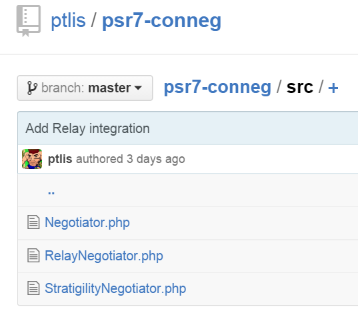 ptlis / psr7-conneg
branch: master psr7-conneg / src / +
Add Relay integration
ptlis authored 3 days ago
..
Negotiator.php
RelayNegotiator.php
StratigilityNegotiator.php